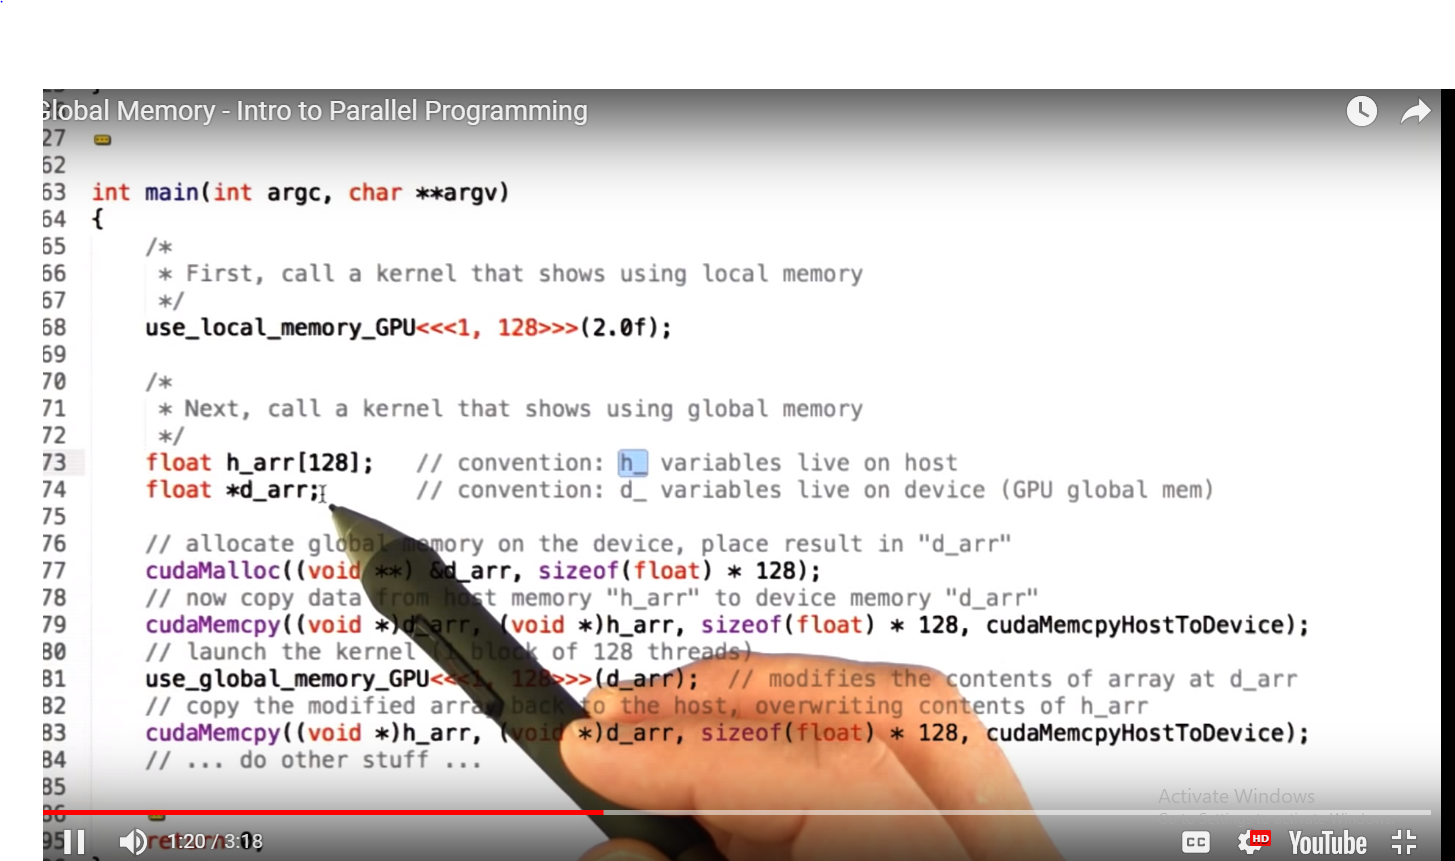 Global Memory - Intro to Parallel Programming
27
62
63 int main(int argc, char **argv)
64 {
65 /*
66 * First, call a kernel that shows using local memory
67 */
68 use_local_memory_GPU<<<1, 128>>>(2.0f);
69
70 /*
71 * Next, call a kernel that shows using global memory
72 */
73 float h_arr[128]; // convention: h_ variables live on host
74 float *d_arr; // convention: d_ variables live on device (GPU global mem)
75
76 // allocate global memory on the device, place result in "d_arr"
77 cudaMalloc((void **) &d_arr, sizeof(float) * 128);
78 // now copy data from host memory "h_arr" to device memory "d_arr"
79 cudaMemcpy((void *)d_arr, (void *)h_arr, sizeof(float) * 128, cudaMemcpyHostToDevice);
80 // launch the kernel (1 block of 128 threads)
81 use_global_memory_GPU<<<1, 128>>>(d_arr); // modifies the contents of array at d_arr
82 // copy the modified array back to the host, overwriting contents of h_arr
83 cudaMemcpy((void *)h_arr, (void *)d_arr, sizeof(float) * 128, cudaMemcpyHostToDevice);
84 // ... do other stuff ...
85
86
Activate Windows
95 return 0;
1:20 / 3:18 CC HD YouTube